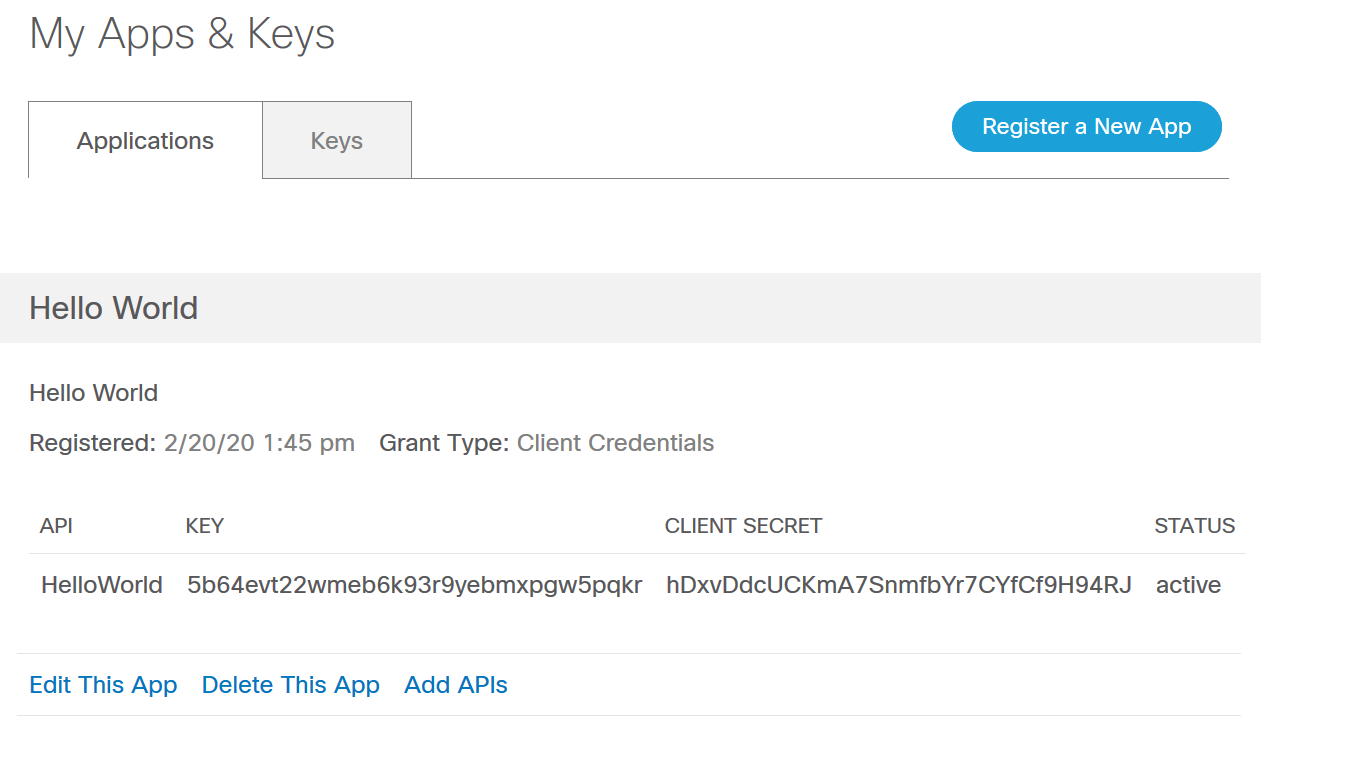 My Apps & Keys
Applications Keys Register a New App
Hello World
Hello World
Registered: 2/20/20 1:45 pm Grant Type: Client Credentials
API KEY CLIENT SECRET STATUS
HelloWorld 5b64evt22wmeb6k93r9yebmxpgw5pqkr hDxvDdcUCKmA7SnmfbYr7CYfCf9H94RJ active
Edit This App Delete This App Add APIs